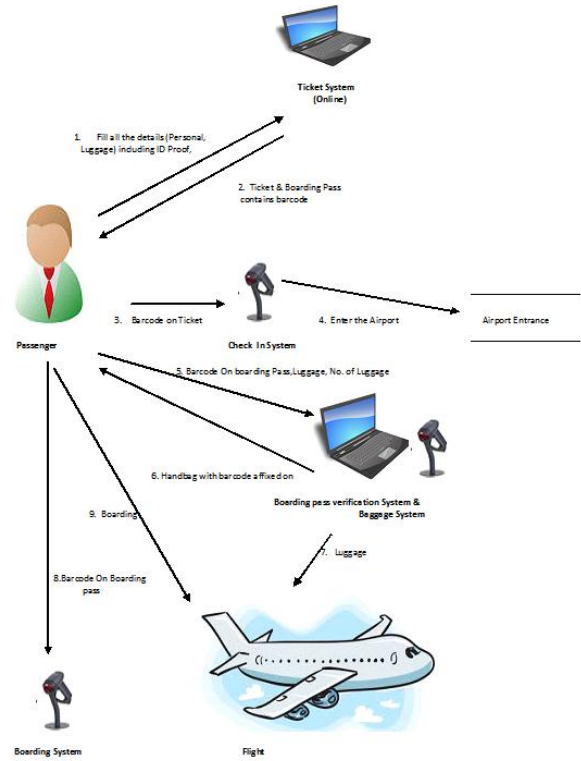 Ticket System
(Online)
1. Fill all the details (Personal,
Luggage) including ID Proof,
2. Ticket & Boarding Pass
contains barcode
3. Barcode on Ticket
4. Enter the Airport
Airport Entrance
Passenger
Check In System
5. Barcode On boarding Pass,Luggage, No. of Luggage
6. Handbag with barcode affixed on
Boarding pass verification System &
Baggage System
9. Boarding
7. Luggage
8.Barcode On Boarding
pass
Boarding System
Flight